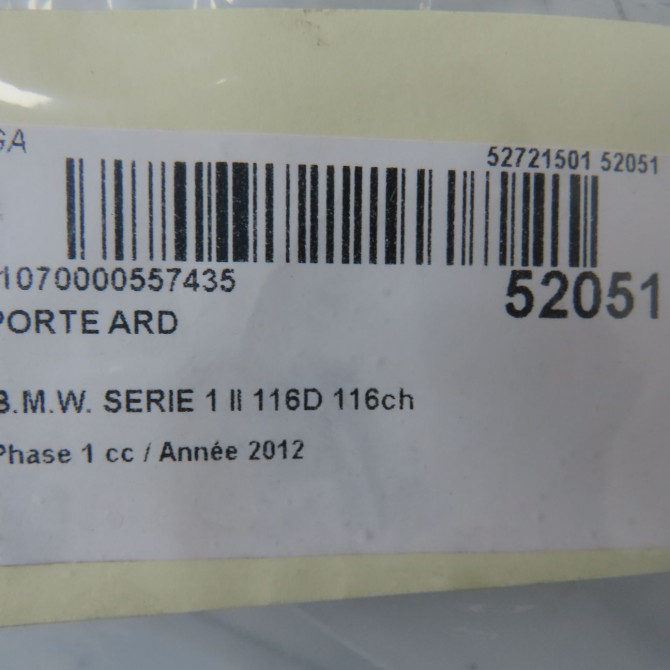 GA
52721501 52051
1070000557435
52051
PORTE ARD
B.M.W. SERIE 1 II 116D 116ch
Phase 1 cc / Année 2012